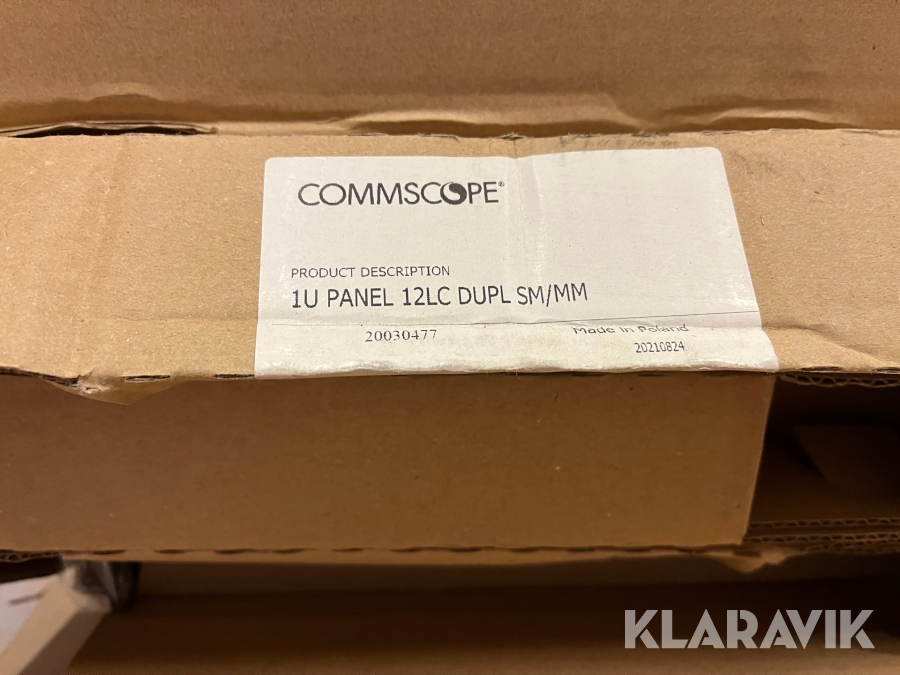 COMMSCOPE®
PRODUCT DESCRIPTION
1U PANEL 12LC DUPL SM/MM
20030477
Made in Poland
20210824
KLARAVIK